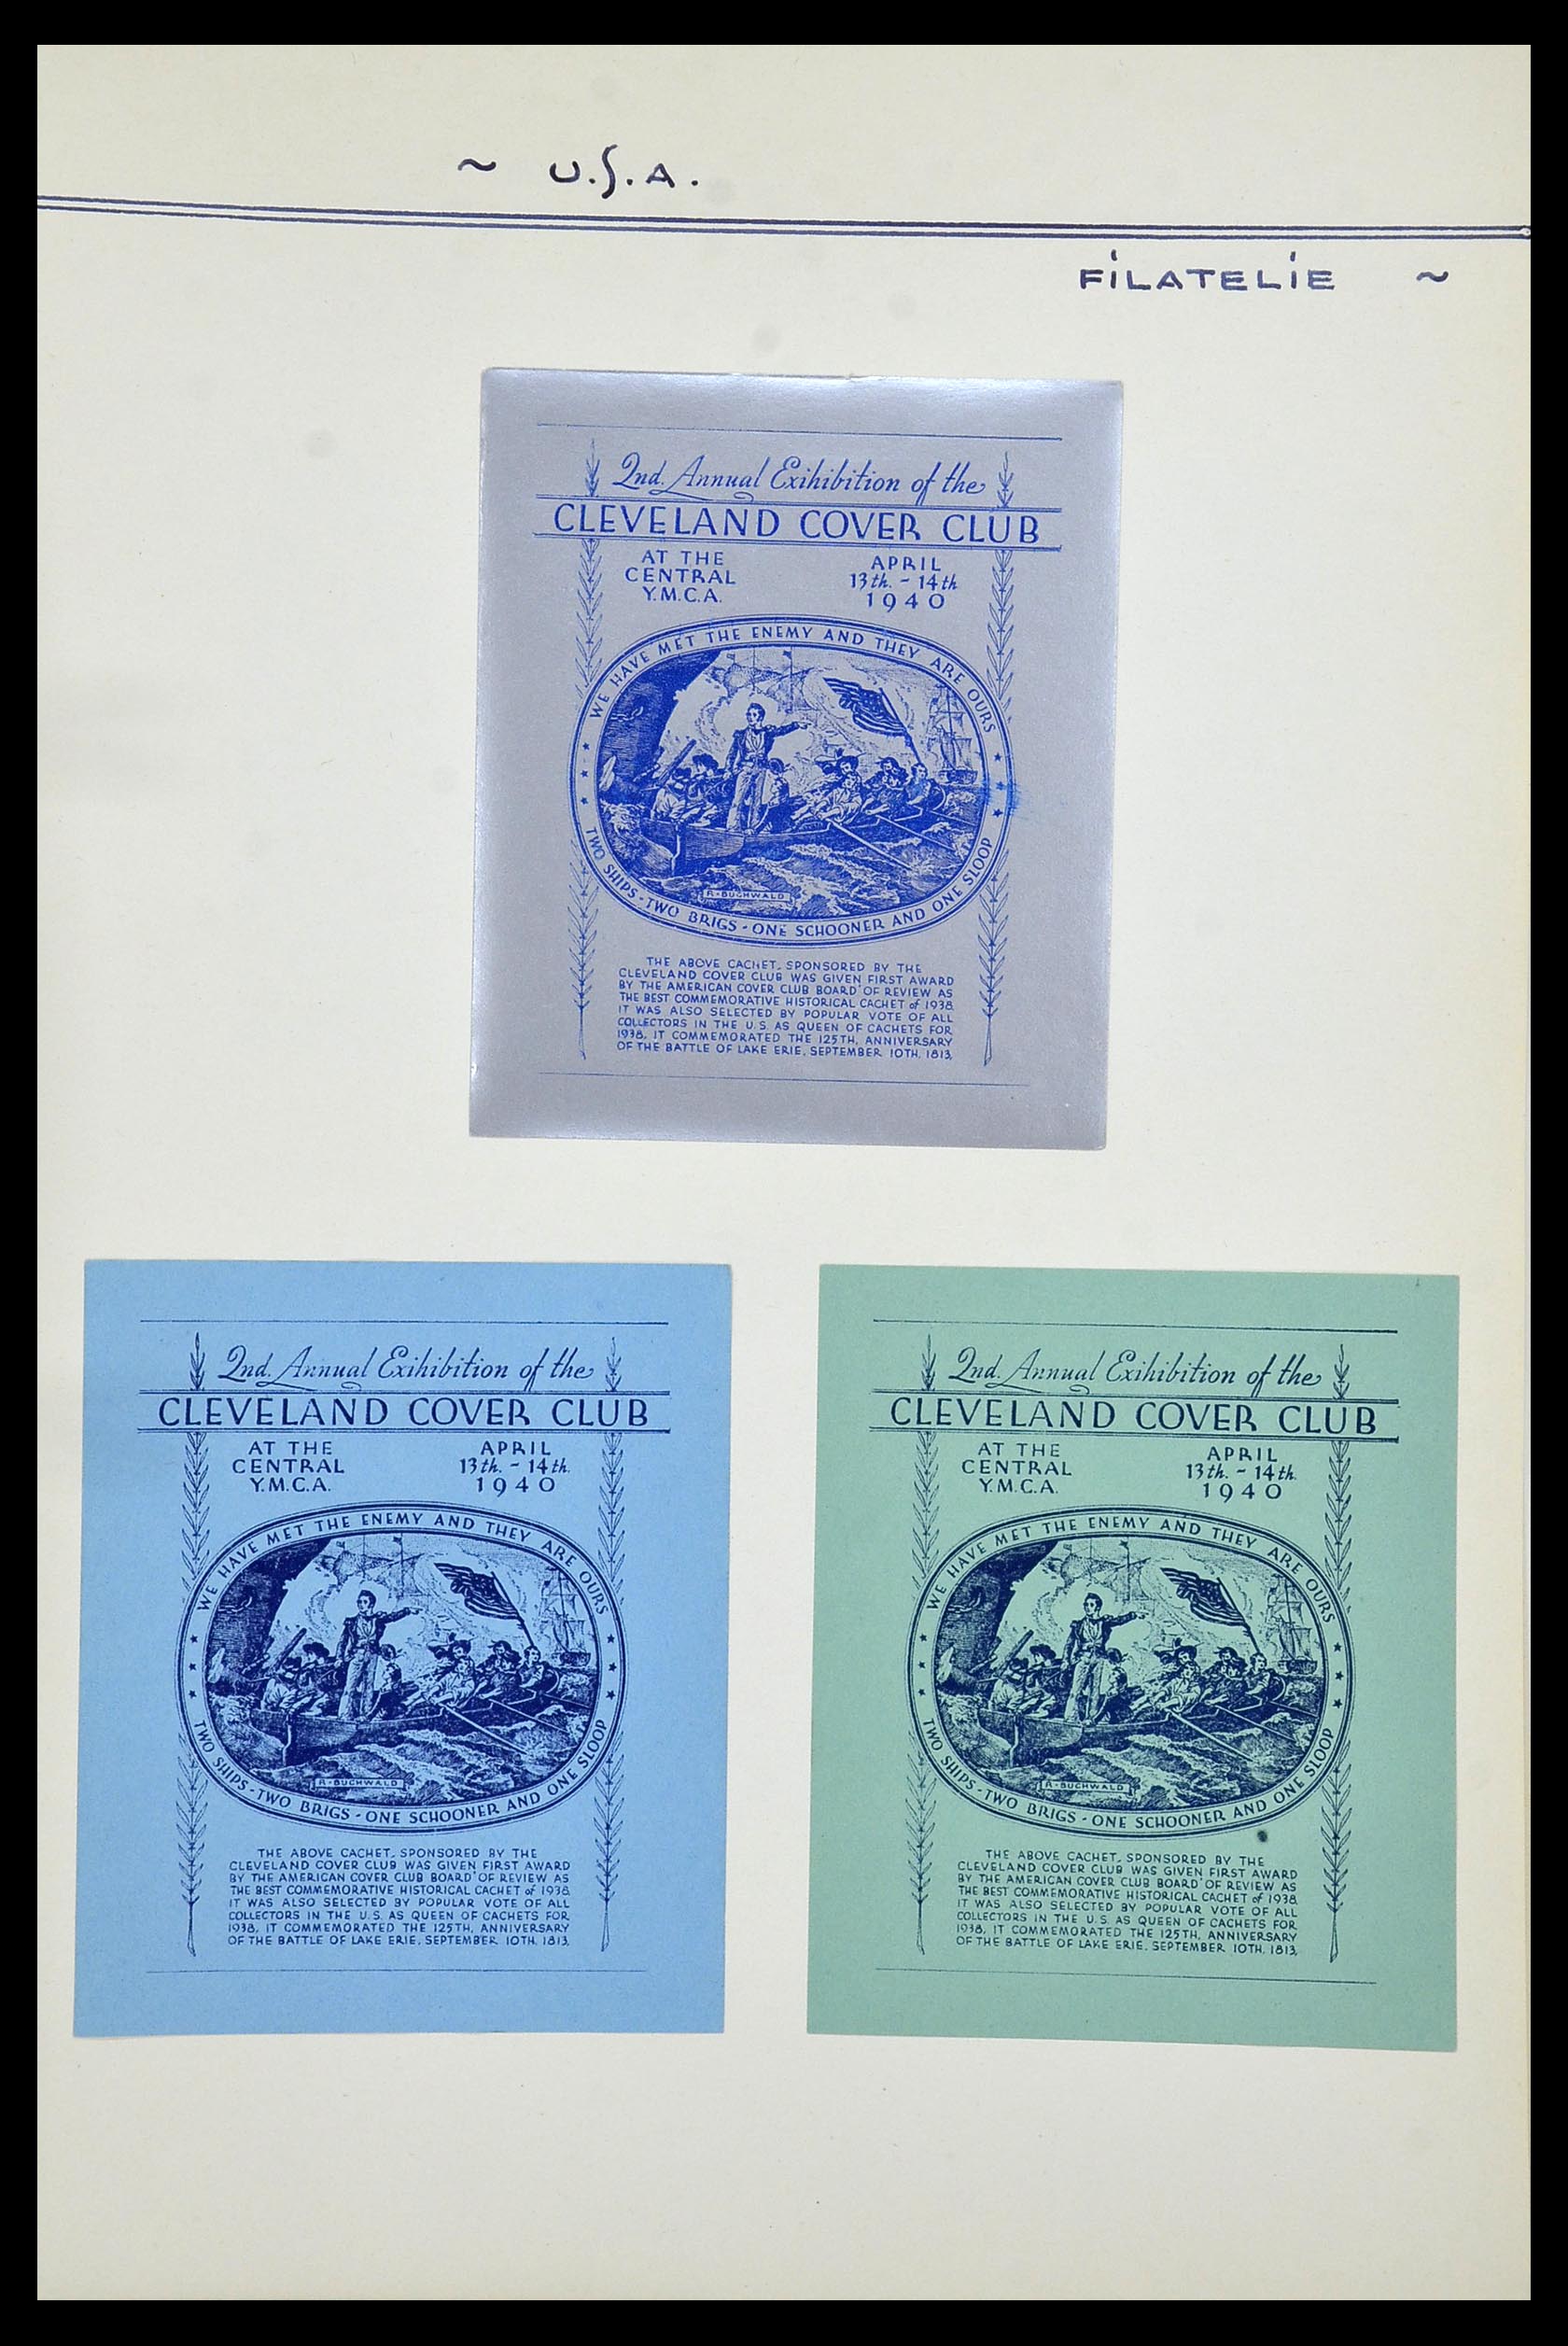 ~ U.S.A.
FiLATELiE ~
2nd. Annual Exihibition of the
CLEVELAND COVER CLUB
AT THE
CENTRAL
Y.M.C.A.
APRIL
13th. - 14th
1940
WE HAVE MET THE ENEMY AND THEY ARE OURS
R · BUCHWALD
TWO SHIPS - TWO BRIGS - ONE SCHOONER AND ONE SLOOP
THE ABOVE CACHET, SPONSORED BY THE
CLEVELAND COVER CLUB WAS GIVEN FIRST AWARD
BY THE AMERICAN COVER CLUB BOARD OF REVIEW AS
THE BEST COMMEMORATIVE HISTORICAL CACHET of 1938.
IT WAS ALSO SELECTED BY POPULAR VOTE OF ALL
COLLECTORS IN THE U.S. AS QUEEN OF CACHETS FOR
1938. IT COMMEMORATED THE 125TH. ANNIVERSARY
OF THE BATTLE OF LAKE ERIE, SEPTEMBER 10TH. 1813.
2nd. Annual Exihibition of the
CLEVELAND COVER CLUB
AT THE
CENTRAL
Y.M.C.A.
APRIL
13th. - 14th.
1940
WE HAVE MET THE ENEMY AND THEY ARE OURS
R · BUCHWALD
TWO SHIPS - TWO BRIGS - ONE SCHOONER AND ONE SLOOP
THE ABOVE CACHET, SPONSORED BY THE
CLEVELAND COVER CLUB WAS GIVEN FIRST AWARD
BY THE AMERICAN COVER CLUB BOARD OF REVIEW AS
THE BEST COMMEMORATIVE HISTORICAL CACHET of 1938.
IT WAS ALSO SELECTED BY POPULAR VOTE OF ALL
COLLECTORS IN THE U.S. AS QUEEN OF CACHETS FOR
1938. IT COMMEMORATED THE 125TH. ANNIVERSARY
OF THE BATTLE OF LAKE ERIE, SEPTEMBER 10TH. 1813.
2nd. Annual Exihibition of the
CLEVELAND COVER CLUB
AT THE
CENTRAL
Y.M.C.A.
APRIL
13th. - 14th.
1940
WE HAVE MET THE ENEMY AND THEY ARE OURS
R · BUCHWALD
TWO SHIPS - TWO BRIGS - ONE SCHOONER AND ONE SLOOP
THE ABOVE CACHET, SPONSORED BY THE
CLEVELAND COVER CLUB WAS GIVEN FIRST AWARD
BY THE AMERICAN COVER CLUB BOARD OF REVIEW AS
THE BEST COMMEMORATIVE HISTORICAL CACHET of 1938.
IT WAS ALSO SELECTED BY POPULAR VOTE OF ALL
COLLECTORS IN THE U.S. AS QUEEN OF CACHETS FOR
1938. IT COMMEMORATED THE 125TH. ANNIVERSARY
OF THE BATTLE OF LAKE ERIE, SEPTEMBER 10TH. 1813.